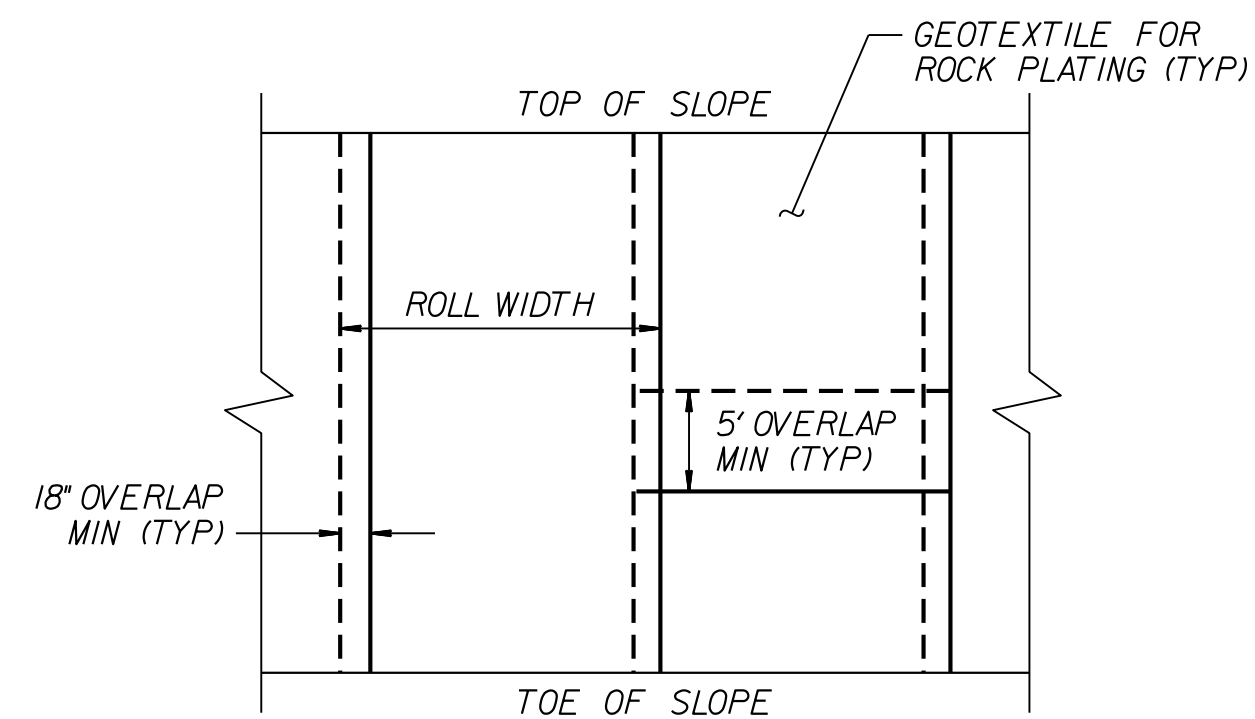 GEOTEXTILE FOR
ROCK PLATING (TYP)
TOP OF SLOPE
ROLL WIDTH
5' OVERLAP
MIN (TYP)
18" OVERLAP
MIN (TYP)
TOE OF SLOPE